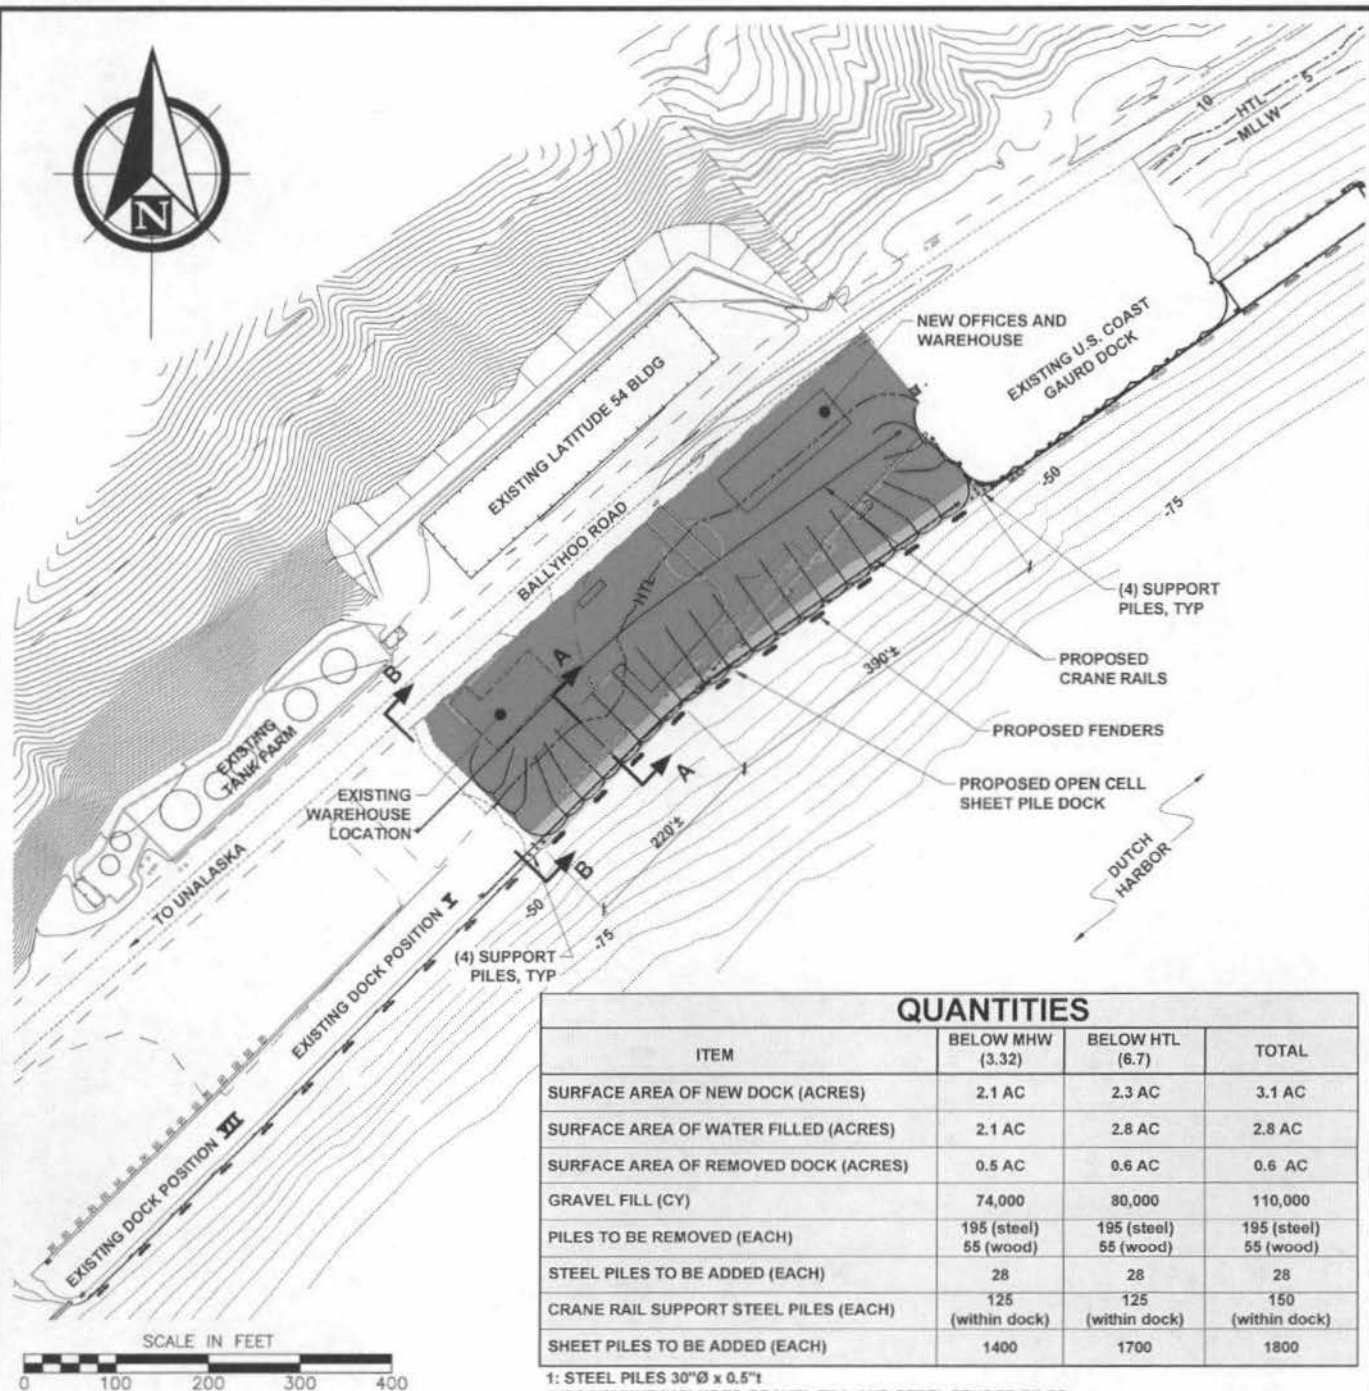 N
10
HTL
5
MLLW
NEW OFFICES AND
WAREHOUSE
EXISTING U.S. COAST
GAURD DOCK
EXISTING LATITUDE 54 BLDG
BALLYHOO ROAD
HTL
-50
-75
(4) SUPPORT
PILES, TYP
PROPOSED
CRANE RAILS
390'±
PROPOSED FENDERS
PROPOSED OPEN CELL
SHEET PILE DOCK
A
B
A
B
220'±
EXISTING
TANK FARM
EXISTING
WAREHOUSE
LOCATION
DUTCH
HARBOR
TO UNALASKA
-50
-75
(4) SUPPORT
PILES, TYP
EXISTING DOCK POSITION V
EXISTING DOCK POSITION VII
SCALE IN FEET
0 100 200 300 400
QUANTITIES
ITEM BELOW MHW (3.32) BELOW HTL (6.7) TOTAL
SURFACE AREA OF NEW DOCK (ACRES) 2.1 AC 2.3 AC 3.1 AC
SURFACE AREA OF WATER FILLED (ACRES) 2.1 AC 2.8 AC 2.8 AC
SURFACE AREA OF REMOVED DOCK (ACRES) 0.5 AC 0.6 AC 0.6 AC
GRAVEL FILL (CY) 74,000 80,000 110,000
PILES TO BE REMOVED (EACH) 195 (steel) 55 (wood) 195 (steel) 55 (wood) 195 (steel) 55 (wood)
STEEL PILES TO BE ADDED (EACH) 28 28 28
CRANE RAIL SUPPORT STEEL PILES (EACH) 125 (within dock) 125 (within dock) 150 (within dock)
SHEET PILES TO BE ADDED (EACH) 1400 1700 1800
1: STEEL PILES 30"Ø x 0.5"t